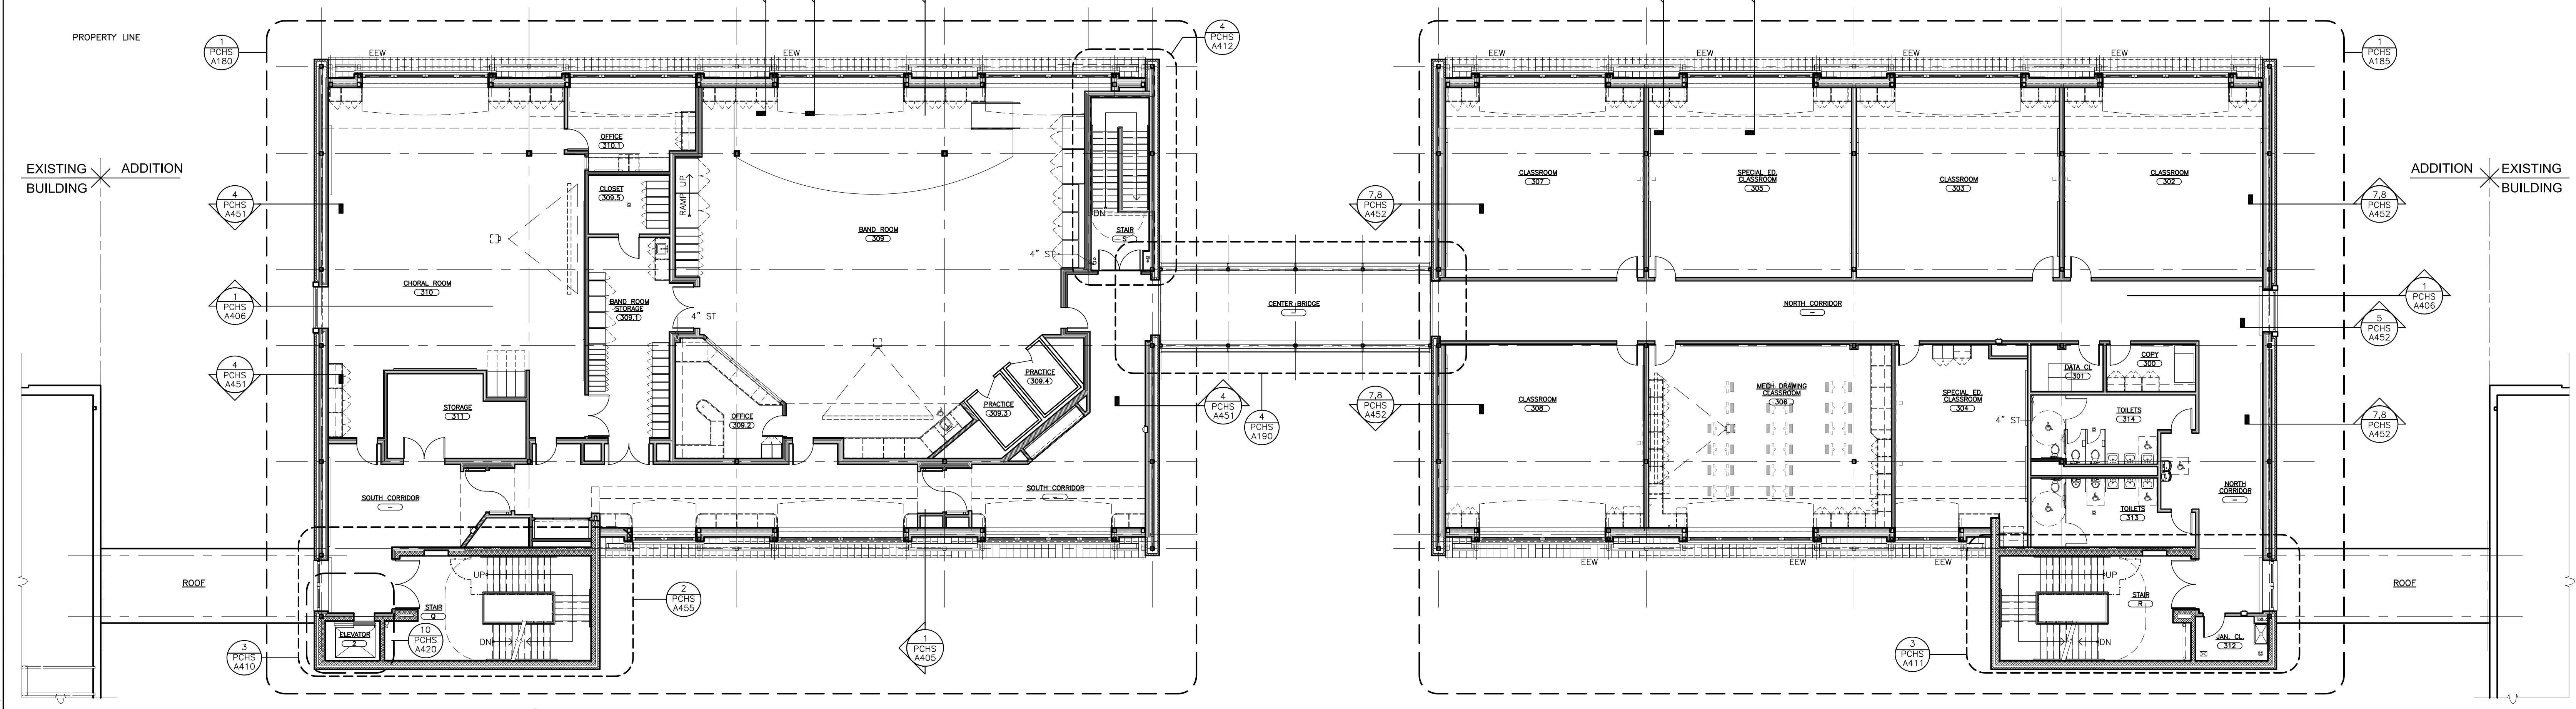 PROPERTY LINE
1
PCHS
A180
EEW
EEW
EEW
4
PCHS
A412
EEW
EEW
EEW
EEW
1
PCHS
A185
EXISTING
BUILDING
ADDITION
ADDITION
EXISTING
BUILDING
4
PCHS
A451
1
PCHS
A406
4
PCHS
A451
OFFICE
310.1
CLOSET
309.5
RAMP UP
BAND ROOM
309
DN
STAIR
S
4" ST
CHORAL ROOM
310
BAND ROOM
STORAGE
309.1
4" ST
CENTER BRIDGE
-
STORAGE
311
OFFICE
309.2
PRACTICE
309.4
PRACTICE
309.3
4
PCHS
A451
4
PCHS
A190
SOUTH CORRIDOR
-
SOUTH CORRIDOR
-
ROOF
UP
STAIR
Q
DN
ELEVATOR
2
10
PCHS
A420
3
PCHS
A410
2
PCHS
A455
1
PCHS
A405
7,8
PCHS
A452
7,8
PCHS
A452
CLASSROOM
307
SPECIAL ED.
CLASSROOM
305
CLASSROOM
303
CLASSROOM
302
7,8
PCHS
A452
1
PCHS
A406
5
PCHS
A452
7,8
PCHS
A452
NORTH CORRIDOR
-
CLASSROOM
308
MECH. DRAWING
CLASSROOM
306
SPECIAL ED.
CLASSROOM
304
DATA CL
301
COPY
300
4" ST
TOILETS
314
TOILETS
313
NORTH
CORRIDOR
-
EEW
EEW
EEW
UP
STAIR
R
DN
JAN. CL.
312
3
PCHS
A411
ROOF